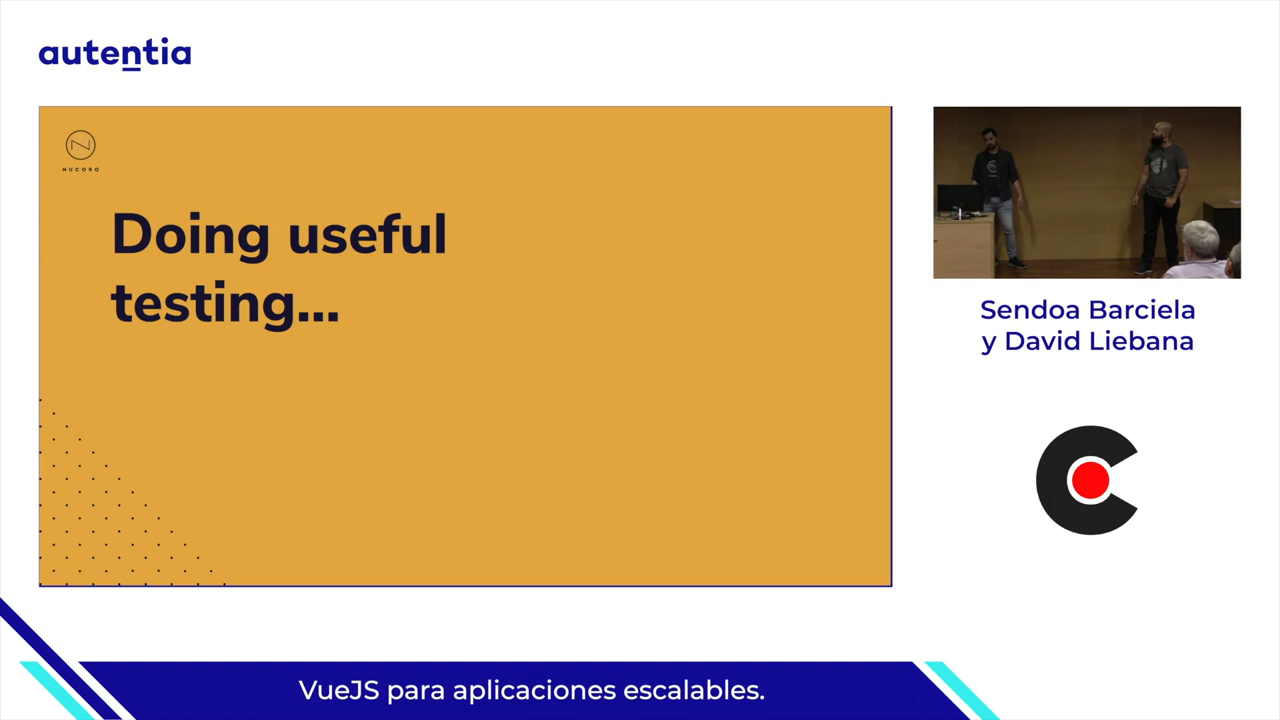 autentia
NUCORO
Doing useful
testing...
Sendoa Barciela
y David Liebana
VueJS para aplicaciones escalables.